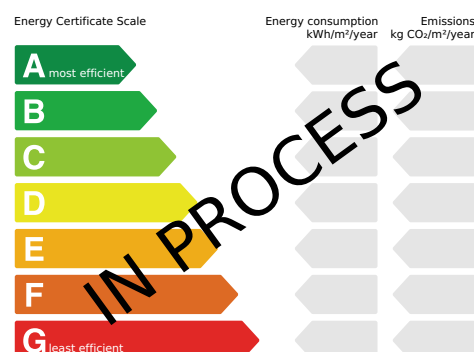 Energy Certificate Scale
Energy consumption
kWh/m²/year
Emissions
kg CO₂/m²/year
A most efficient
B
C
D
E
F
G least efficient
IN PROCESS